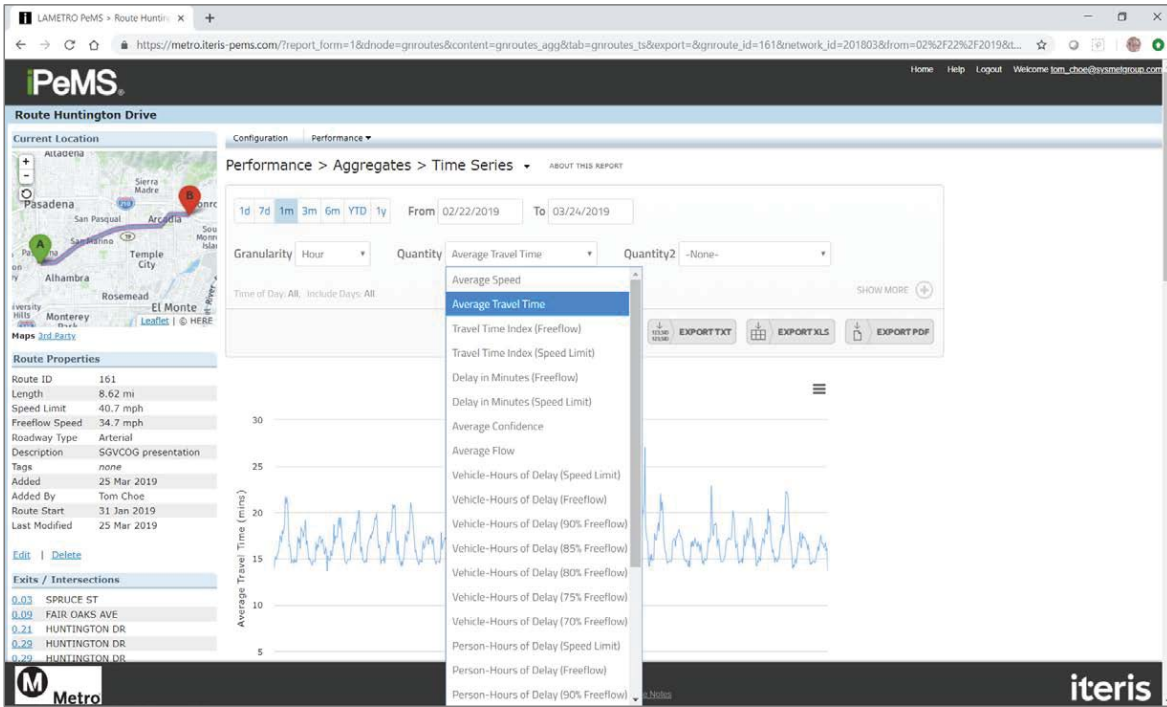 LAMETRO PeMS > Route Hunting
https://metro.iteris-pems.com/?report_form=1&dnode=gnroutes&content=gnroutes_agg&tab=gnroutes_ts&export=&gnroute_id=161&network_id=201803&from=02%2F22%2F2019&t...
iPeMS®
Home Help Logout Welcome tom_choe@sysmetgroup.com
Route Huntington Drive
Current Location
Configuration Performance
Performance > Aggregates > Time Series ABOUT THIS REPORT
Altadena
Sierra
Madre
Pasadena
210
B
San Pasqual
Arcadia
A
San Marino
19
Temple
City
Alhambra
Rosemead
El Monte
Monterey
Leaflet | © HERE
Maps 3rd Party
1d 7d 1m 3m 6m YTD 1y From 02/22/2019 To 03/24/2019
Granularity Hour Quantity Average Travel Time Quantity2 -None-
Time of Day: All, Include Days: All
SHOW MORE
EXPORT TXT EXPORT XLS EXPORT PDF
Average Speed
Average Travel Time
Travel Time Index (Freeflow)
Travel Time Index (Speed Limit)
Delay in Minutes (Freeflow)
Delay in Minutes (Speed Limit)
Average Confidence
Average Flow
Vehicle-Hours of Delay (Speed Limit)
Vehicle-Hours of Delay (Freeflow)
Vehicle-Hours of Delay (90% Freeflow)
Vehicle-Hours of Delay (85% Freeflow)
Vehicle-Hours of Delay (80% Freeflow)
Vehicle-Hours of Delay (75% Freeflow)
Vehicle-Hours of Delay (70% Freeflow)
Person-Hours of Delay (Speed Limit)
Person-Hours of Delay (Freeflow)
Person-Hours of Delay (90% Freeflow)
Route Properties
Route ID 161
Length 8.62 mi
Speed Limit 40.7 mph
Freeflow Speed 34.7 mph
Roadway Type Arterial
Description SGVCOG presentation
Tags none
Added 25 Mar 2019
Added By Tom Choe
Route Start 31 Jan 2019
Last Modified 25 Mar 2019
Edit | Delete
Exits / Intersections
0.03 SPRUCE ST
0.09 FAIR OAKS AVE
0.21 HUNTINGTON DR
0.29 HUNTINGTON DR
0.29 HUNTINGTON DR
Average Travel Time (mins)
30
25
20
15
10
5
M Metro
Notes
iteris